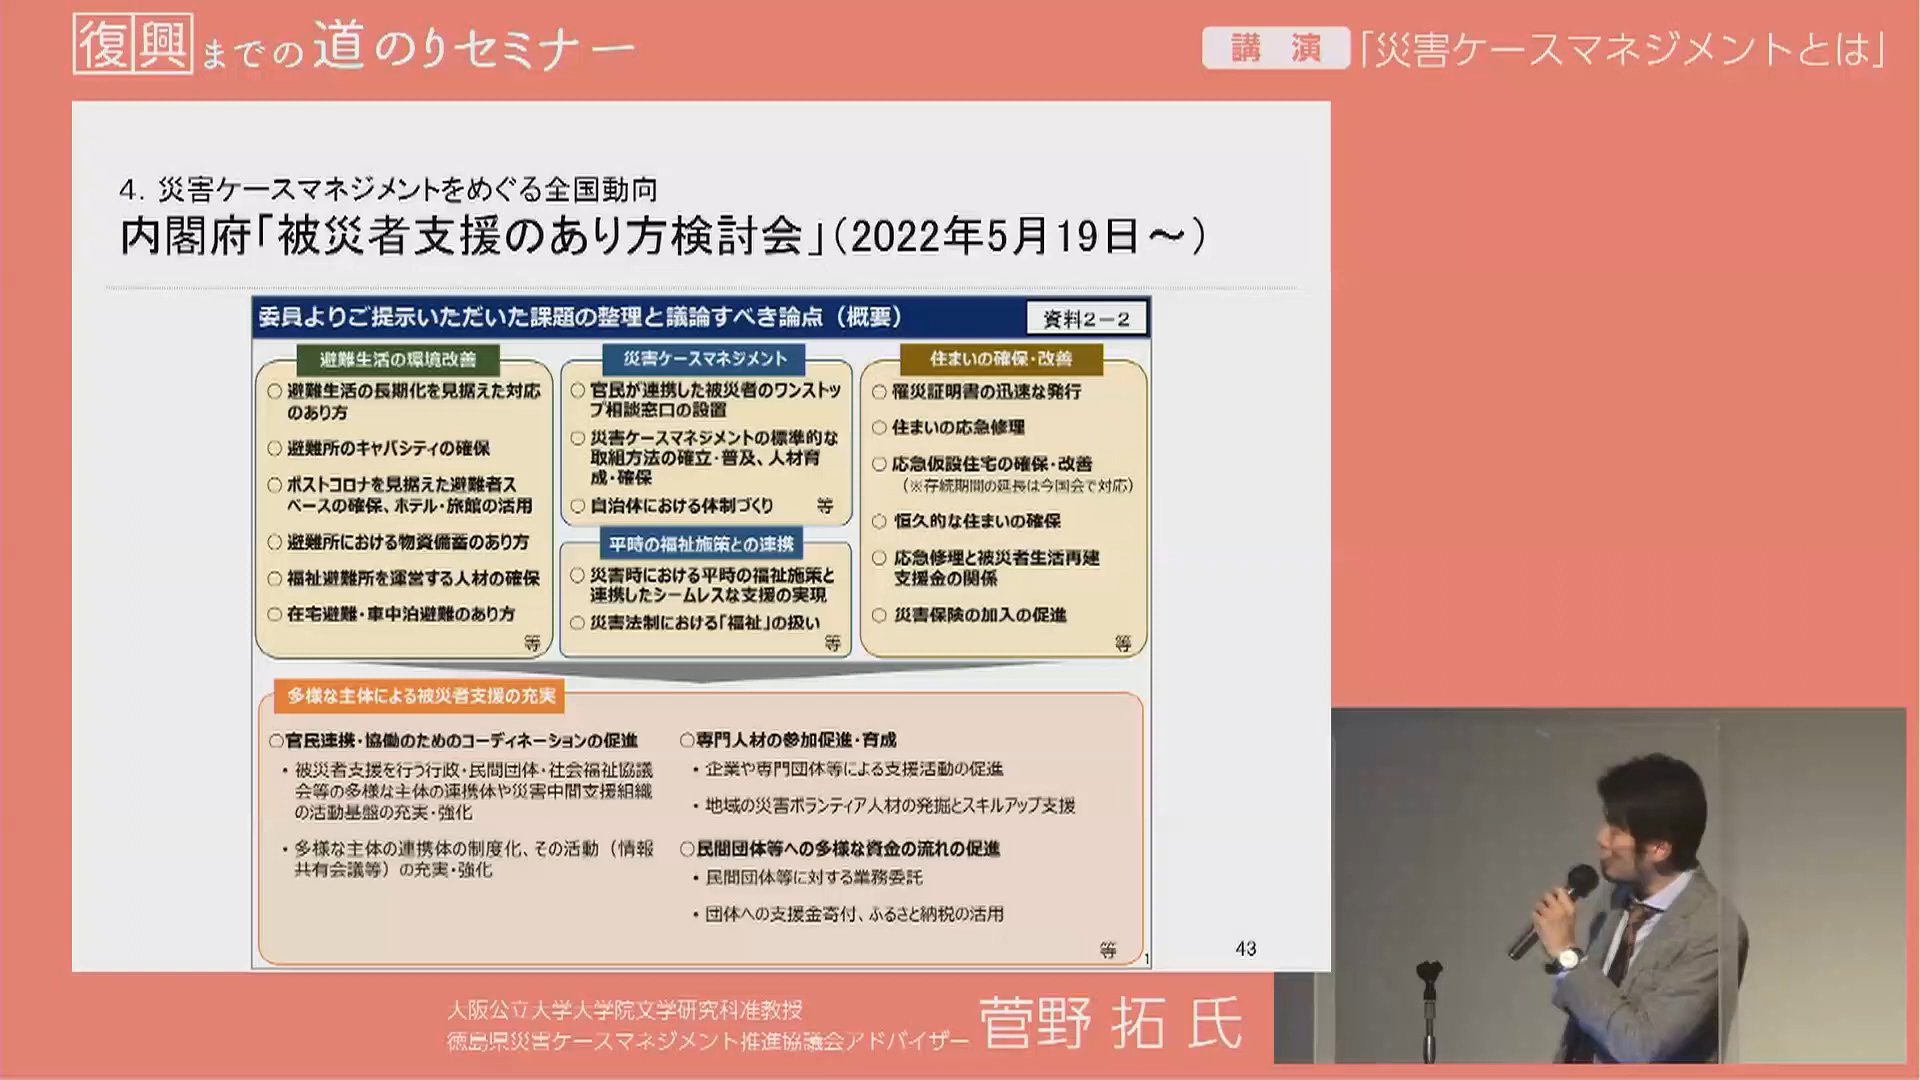 復興までの道のりセミナー
講演「災害ケースマネジメントとは」
4. 災害ケースマネジメントをめぐる全国動向
内閣府「被災者支援のあり方検討会」(2022年5月19日～)
委員よりご提示いただいた課題の整理と議論すべき論点（概要）
資料2－2
避難生活の環境改善
○ 避難生活の長期化を見据えた対応
のあり方
○ 避難所のキャパシティの確保
○ ポストコロナを見据えた避難者ス
ペースの確保、ホテル・旅館の活用
○ 避難所における物資備蓄のあり方
○ 福祉避難所を運営する人材の確保
○ 在宅避難・車中泊避難のあり方
等
災害ケースマネジメント
○ 官民が連携した被災者のワンストッ
プ相談窓口の設置
○ 災害ケースマネジメントの標準的な
取組方法の確立・普及、人材育
成・確保
○ 自治体における体制づくり 等
平時の福祉施策との連携
○ 災害時における平時の福祉施策と
連携したシームレスな支援の実現
○ 災害法制における「福祉」の扱い
等
住まいの確保・改善
○ 罹災証明書の迅速な発行
○ 住まいの応急修理
○ 応急仮設住宅の確保・改善
（※存続期間の延長は今国会で対応）
○ 恒久的な住まいの確保
○ 応急修理と被災者生活再建
支援金の関係
○ 災害保険の加入の促進
等
多様な主体による被災者支援の充実
○官民連携・協働のためのコーディネーションの促進
・被災者支援を行う行政・民間団体・社会福祉協議
会等の多様な主体の連携体や災害中間支援組織
の活動基盤の充実・強化
・多様な主体の連携体の制度化、その活動（情報
共有会議等）の充実・強化
○専門人材の参加促進・育成
・企業や専門団体等による支援活動の促進
・地域の災害ボランティア人材の発掘とスキルアップ支援
○民間団体等への多様な資金の流れの促進
・民間団体等に対する業務委託
・団体への支援金寄付、ふるさと納税の活用
等
1
43
大阪公立大学大学院文学研究科准教授
徳島県災害ケースマネジメント推進協議会アドバイザー
菅野 拓 氏